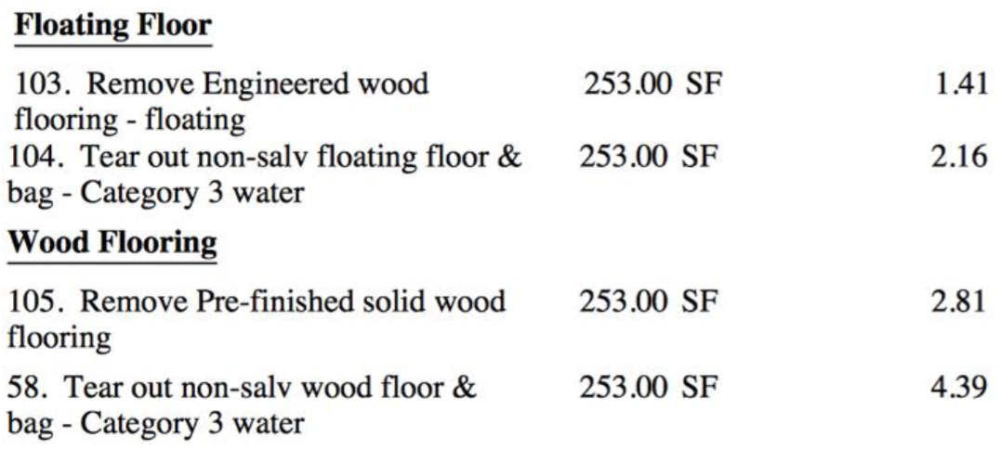 Floating Floor
103. Remove Engineered wood 253.00 SF 1.41
flooring - floating
104. Tear out non-salv floating floor & 253.00 SF 2.16
bag - Category 3 water
Wood Flooring
105. Remove Pre-finished solid wood 253.00 SF 2.81
flooring
58. Tear out non-salv wood floor & 253.00 SF 4.39
bag - Category 3 water